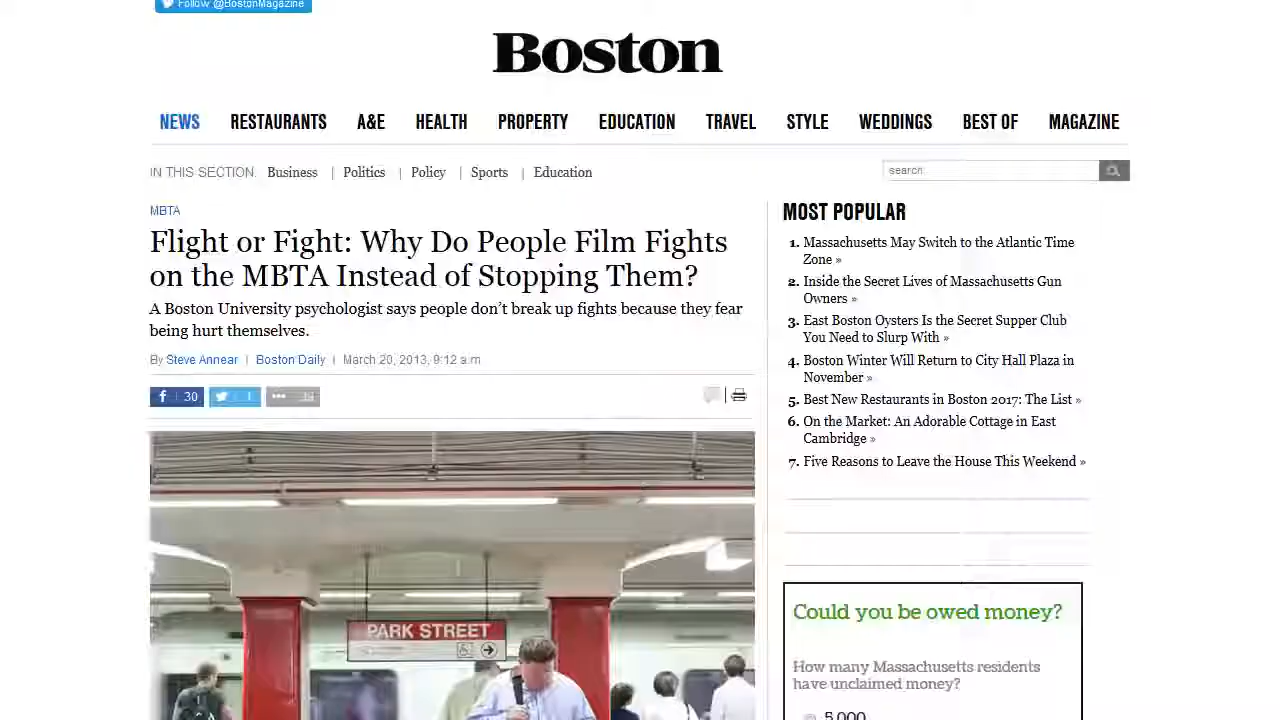 Follow @BostonMagazine
Boston
NEWS RESTAURANTS A&E HEALTH PROPERTY EDUCATION TRAVEL STYLE WEDDINGS BEST OF MAGAZINE
IN THIS SECTION: Business | Politics | Policy | Sports | Education
search
MBTA
Flight or Fight: Why Do People Film Fights
on the MBTA Instead of Stopping Them?
A Boston University psychologist says people don’t break up fights because they fear
being hurt themselves.
By Steve Annear | Boston Daily | March 20, 2013, 9:12 a.m
30
1
PARK STREET
MOST POPULAR
1. Massachusetts May Switch to the Atlantic Time
Zone »
2. Inside the Secret Lives of Massachusetts Gun
Owners »
3. East Boston Oysters Is the Secret Supper Club
You Need to Slurp With »
4. Boston Winter Will Return to City Hall Plaza in
November »
5. Best New Restaurants in Boston 2017: The List »
6. On the Market: An Adorable Cottage in East
Cambridge »
7. Five Reasons to Leave the House This Weekend »
Could you be owed money?
How many Massachusetts residents
have unclaimed money?
5,000